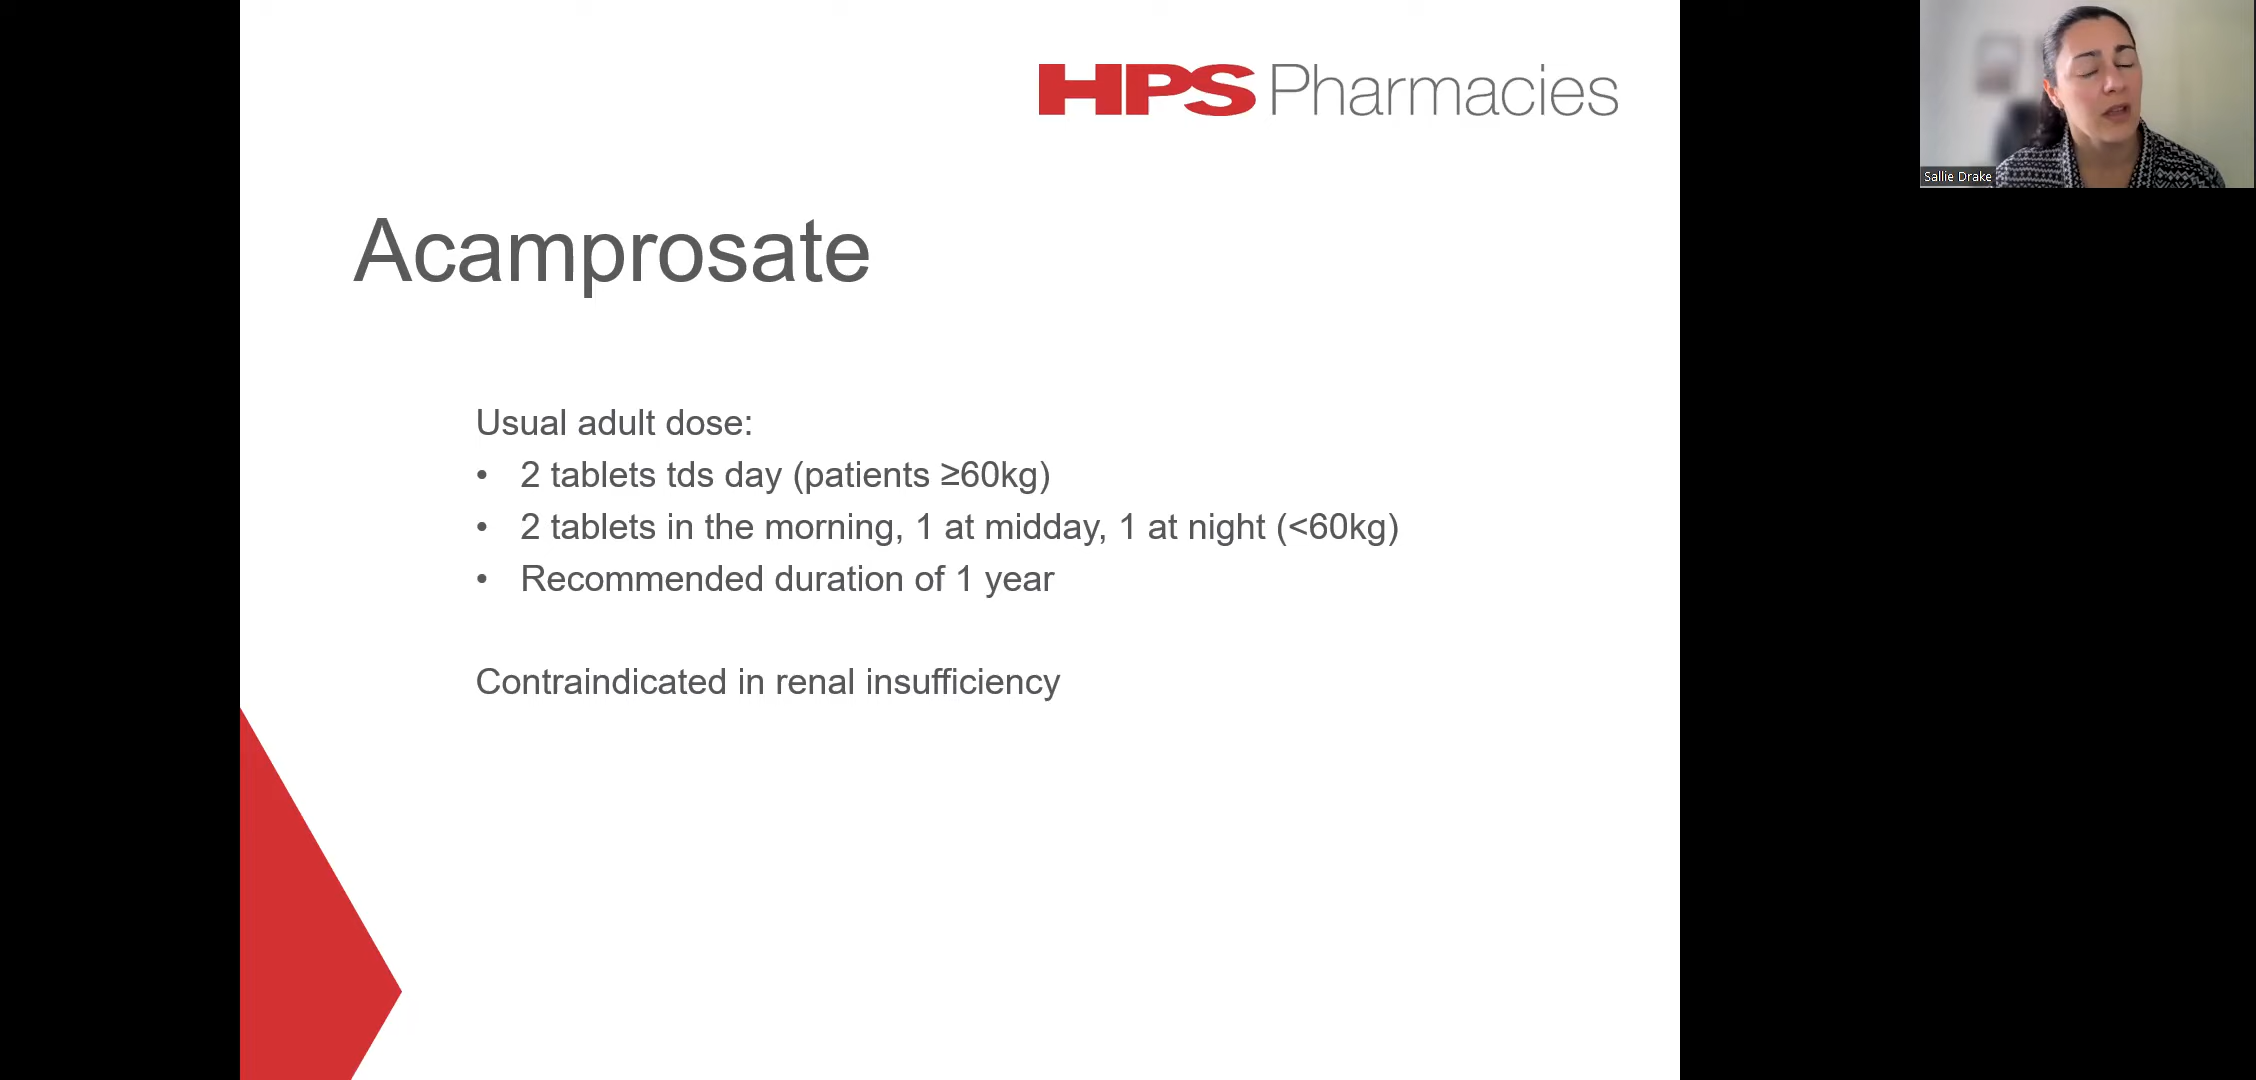 HPS Pharmacies
Sallie Drake
Acamprosate
Usual adult dose:
• 2 tablets tds day (patients ≥60kg)
• 2 tablets in the morning, 1 at midday, 1 at night (<60kg)
• Recommended duration of 1 year
Contraindicated in renal insufficiency